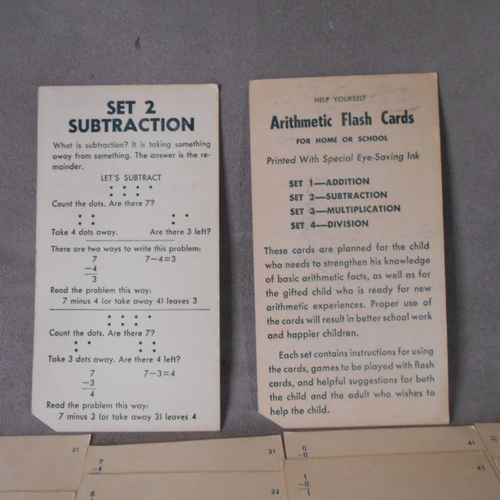 SET 2
SUBTRACTION
What is subtraction? It is taking something
away from something. The answer is the re-
mainder.
LET'S SUBTRACT
Count the dots. Are there 7?
Take 4 dots away. Are there 3 left?
There are two ways to write this problem:
7 7−4=3
−4
3
Read the problem this way:
7 minus 4 (or take away 4) leaves 3
Count the dots. Are there 7?
Take 3 dots away. Are there 4 left?
7 7−3=4
−3
4
Read the problem this way:
7 minus 3 (or take away 3) leaves 4
HELP YOURSELF
Arithmetic Flash Cards
FOR HOME OR SCHOOL
Printed With Special Eye-Saving Ink
SET 1—ADDITION
SET 2—SUBTRACTION
SET 3—MULTIPLICATION
SET 4—DIVISION
These cards are planned for the child
who needs to strengthen his knowledge
of basic arithmetic facts, as well as for
the gifted child who is ready for new
arithmetic experiences. Proper use of
the cards will result in better school work
and happier children.
Each set contains instructions for using
the cards, games to be played with flash
cards, and helpful suggestions for both
the child and the adult who wishes to
help the child.
31
7
−4
33
0
−0
41
32
1
0